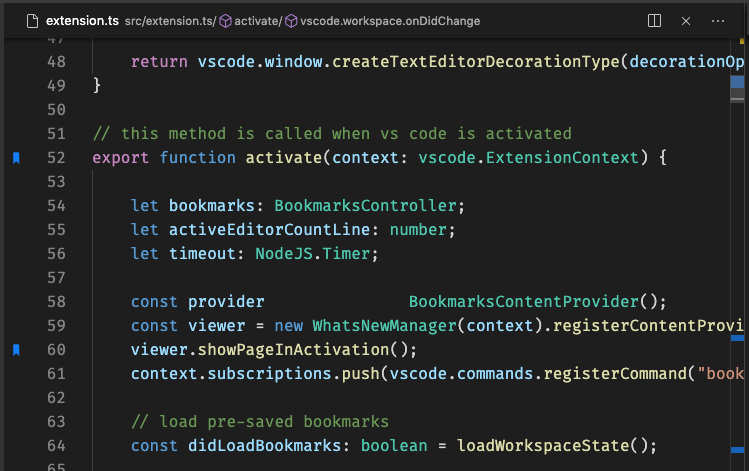 extension.ts src/extension.ts/ activate/ vscode.workspace.onDidChange
47
48 return vscode.window.createTextEditorDecorationType(decorationOp
49 }
50
51 // this method is called when vs code is activated
52 export function activate(context: vscode.ExtensionContext) {
53
54 let bookmarks: BookmarksController;
55 let activeEditorCountLine: number;
56 let timeout: NodeJS.Timer;
57
58 const provider BookmarksContentProvider();
59 const viewer = new WhatsNewManager(context).registerContentProvi
60 viewer.showPageInActivation();
61 context.subscriptions.push(vscode.commands.registerCommand("book
62
63 // load pre-saved bookmarks
64 const didLoadBookmarks: boolean = loadWorkspaceState();
65